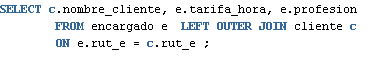 SELECT c.nombre_cliente, e.tarifa_hora, e.profesion
FROM encargado e LEFT OUTER JOIN cliente c
ON e.rut_e = c.rut_e ;